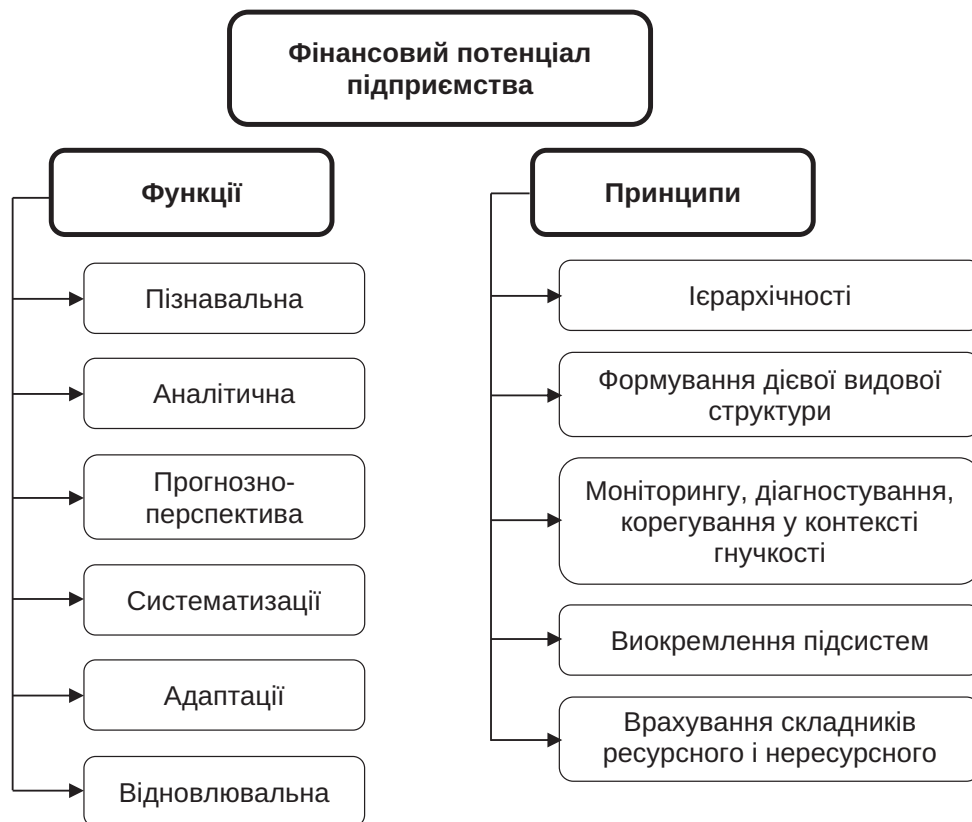 Фінансовий потенціал
підприємства
Функції
Пізнавальна
Аналітична
Прогнозно-
перспектива
Систематизації
Адаптації
Відновлювальна
Принципи
Ієрархічності
Формування дієвої видової
структури
Моніторингу, діагностування,
корегування у контексті
гнучкості
Виокремлення підсистем
Врахування складників
ресурсного і нересурсного